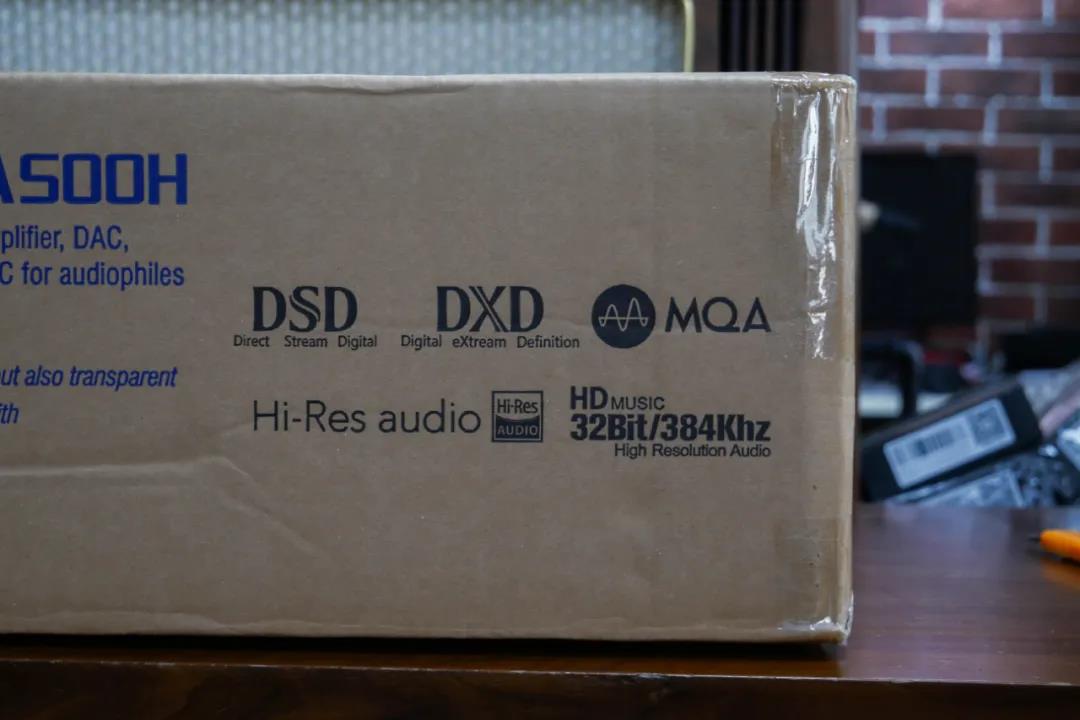 A500H
plifier, DAC,
C for audiophiles
ut also transparent
ith
DSD
Direct Stream Digital
DXD
Digital eXtream Definition
MQA
Hi-Res audio
Hi-Res
AUDIO
HD MUSIC
32Bit/384Khz
High Resolution Audio